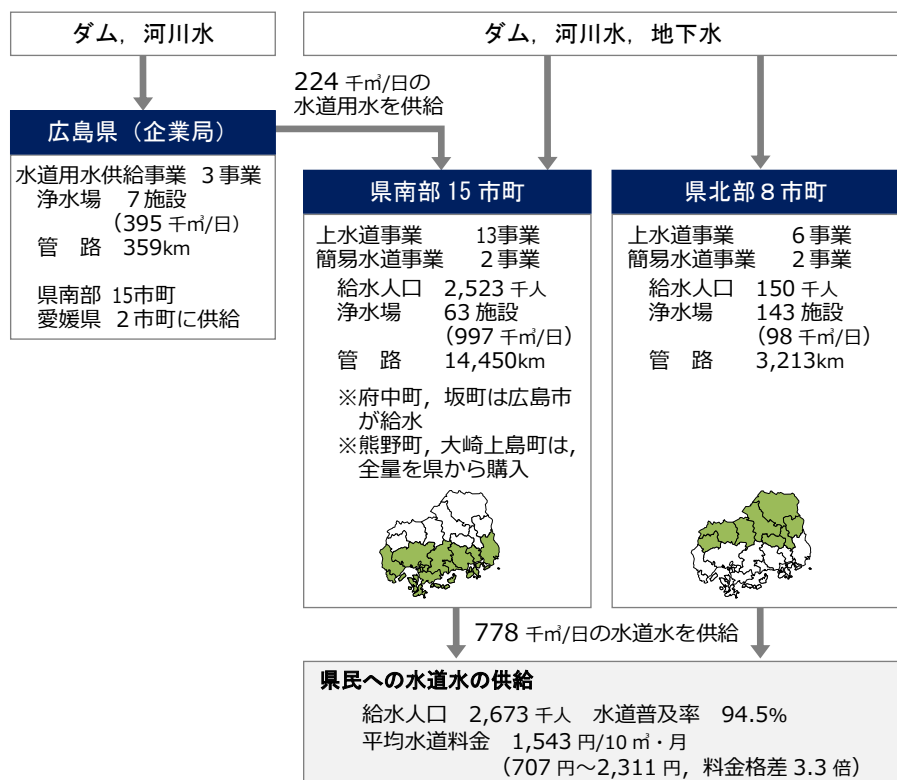 ダム，河川水
ダム，河川水，地下水
224 千㎥/日の
水道用水を供給
広島県（企業局）
水道用水供給事業 3事業
浄水場 7施設
(395 千㎥/日)
管　路 359km
県南部 15市町
愛媛県 2市町に供給
県南部 15 市町
上水道事業 13事業
簡易水道事業 2事業
給水人口 2,523 千人
浄水場 63 施設
(997 千㎥/日)
管　路 14,450km
※府中町，坂町は広島市
が給水
※熊野町，大崎上島町は，
全量を県から購入
県北部８市町
上水道事業 6事業
簡易水道事業 2事業
給水人口 150 千人
浄水場 143 施設
(98 千㎥/日)
管　路 3,213km
778 千㎥/日の水道水を供給
県民への水道水の供給
給水人口 2,673 千人 水道普及率 94.5%
平均水道料金 1,543 円/10 ㎥・月
(707 円～2,311 円，料金格差 3.3 倍)